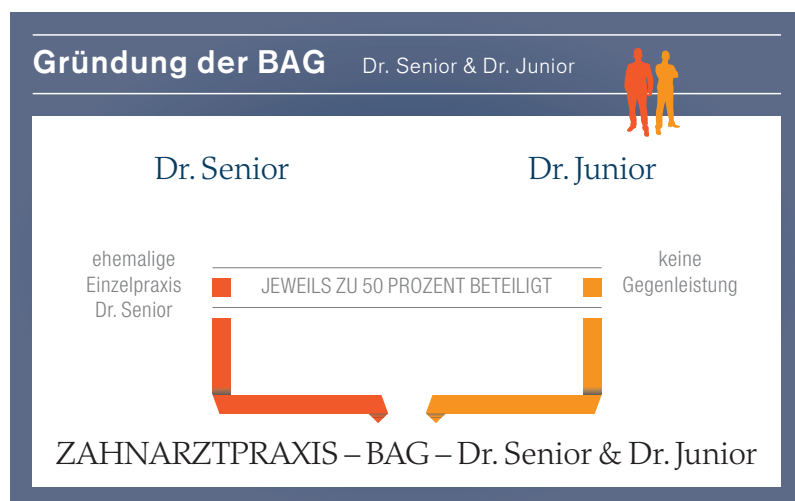 Gründung der BAG Dr. Senior & Dr. Junior
Dr. Senior
Dr. Junior
ehemalige
Einzelpraxis
Dr. Senior
JEWEILS ZU 50 PROZENT BETEILIGT
keine
Gegenleistung
ZAHNARZTPRAXIS – BAG – Dr. Senior & Dr. Junior